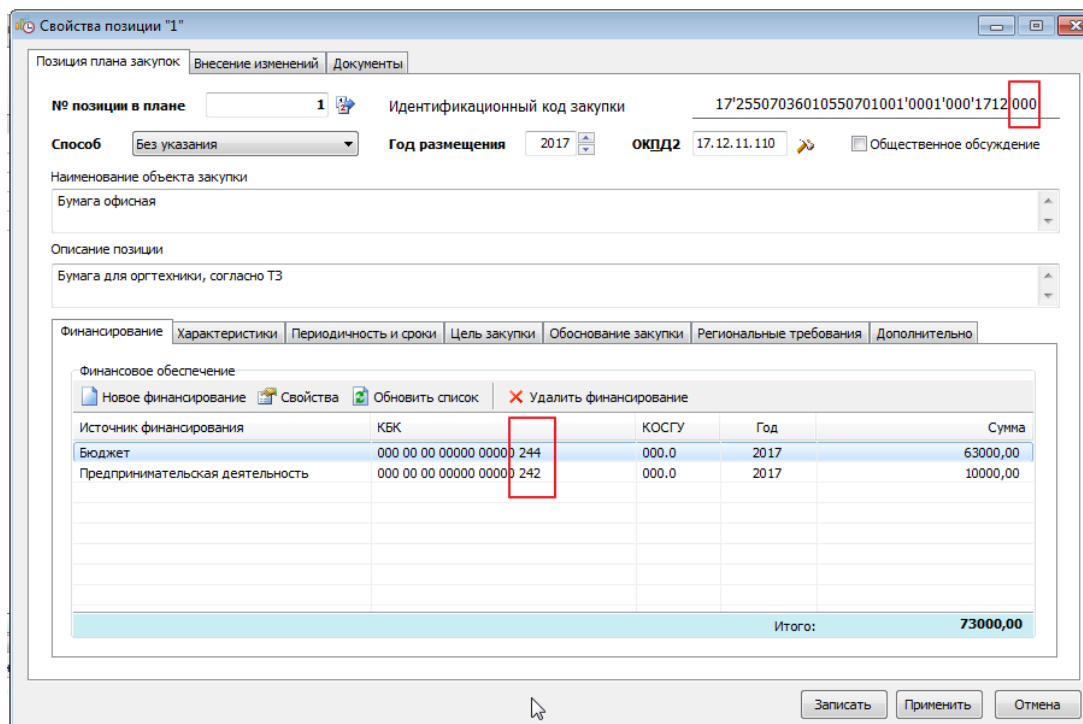 Свойства позиции "1"
Позиция плана закупок Внесение изменений Документы
№ позиции в плане 1 Идентификационный код закупки 17'25507036010550701001'0001'000'1712'000
Способ Без указания Год размещения 2017 ОКПД2 17.12.11.110 Общественное обсуждение
Наименование объекта закупки
Бумага офисная
Описание позиции
Бумага для оргтехники, согласно ТЗ
Финансирование Характеристики Периодичность и сроки Цель закупки Обоснование закупки Региональные требования Дополнительно
Финансовое обеспечение
Новое финансирование Свойства Обновить список Удалить финансирование
Источник финансирования КБК КОСГУ Год Сумма
Бюджет 000 00 00 00000 00000 244 000.0 2017 63000,00
Предпринимательская деятельность 000 00 00 00000 00000 242 000.0 2017 10000,00
Итого: 73000,00
Записать Применить Отмена